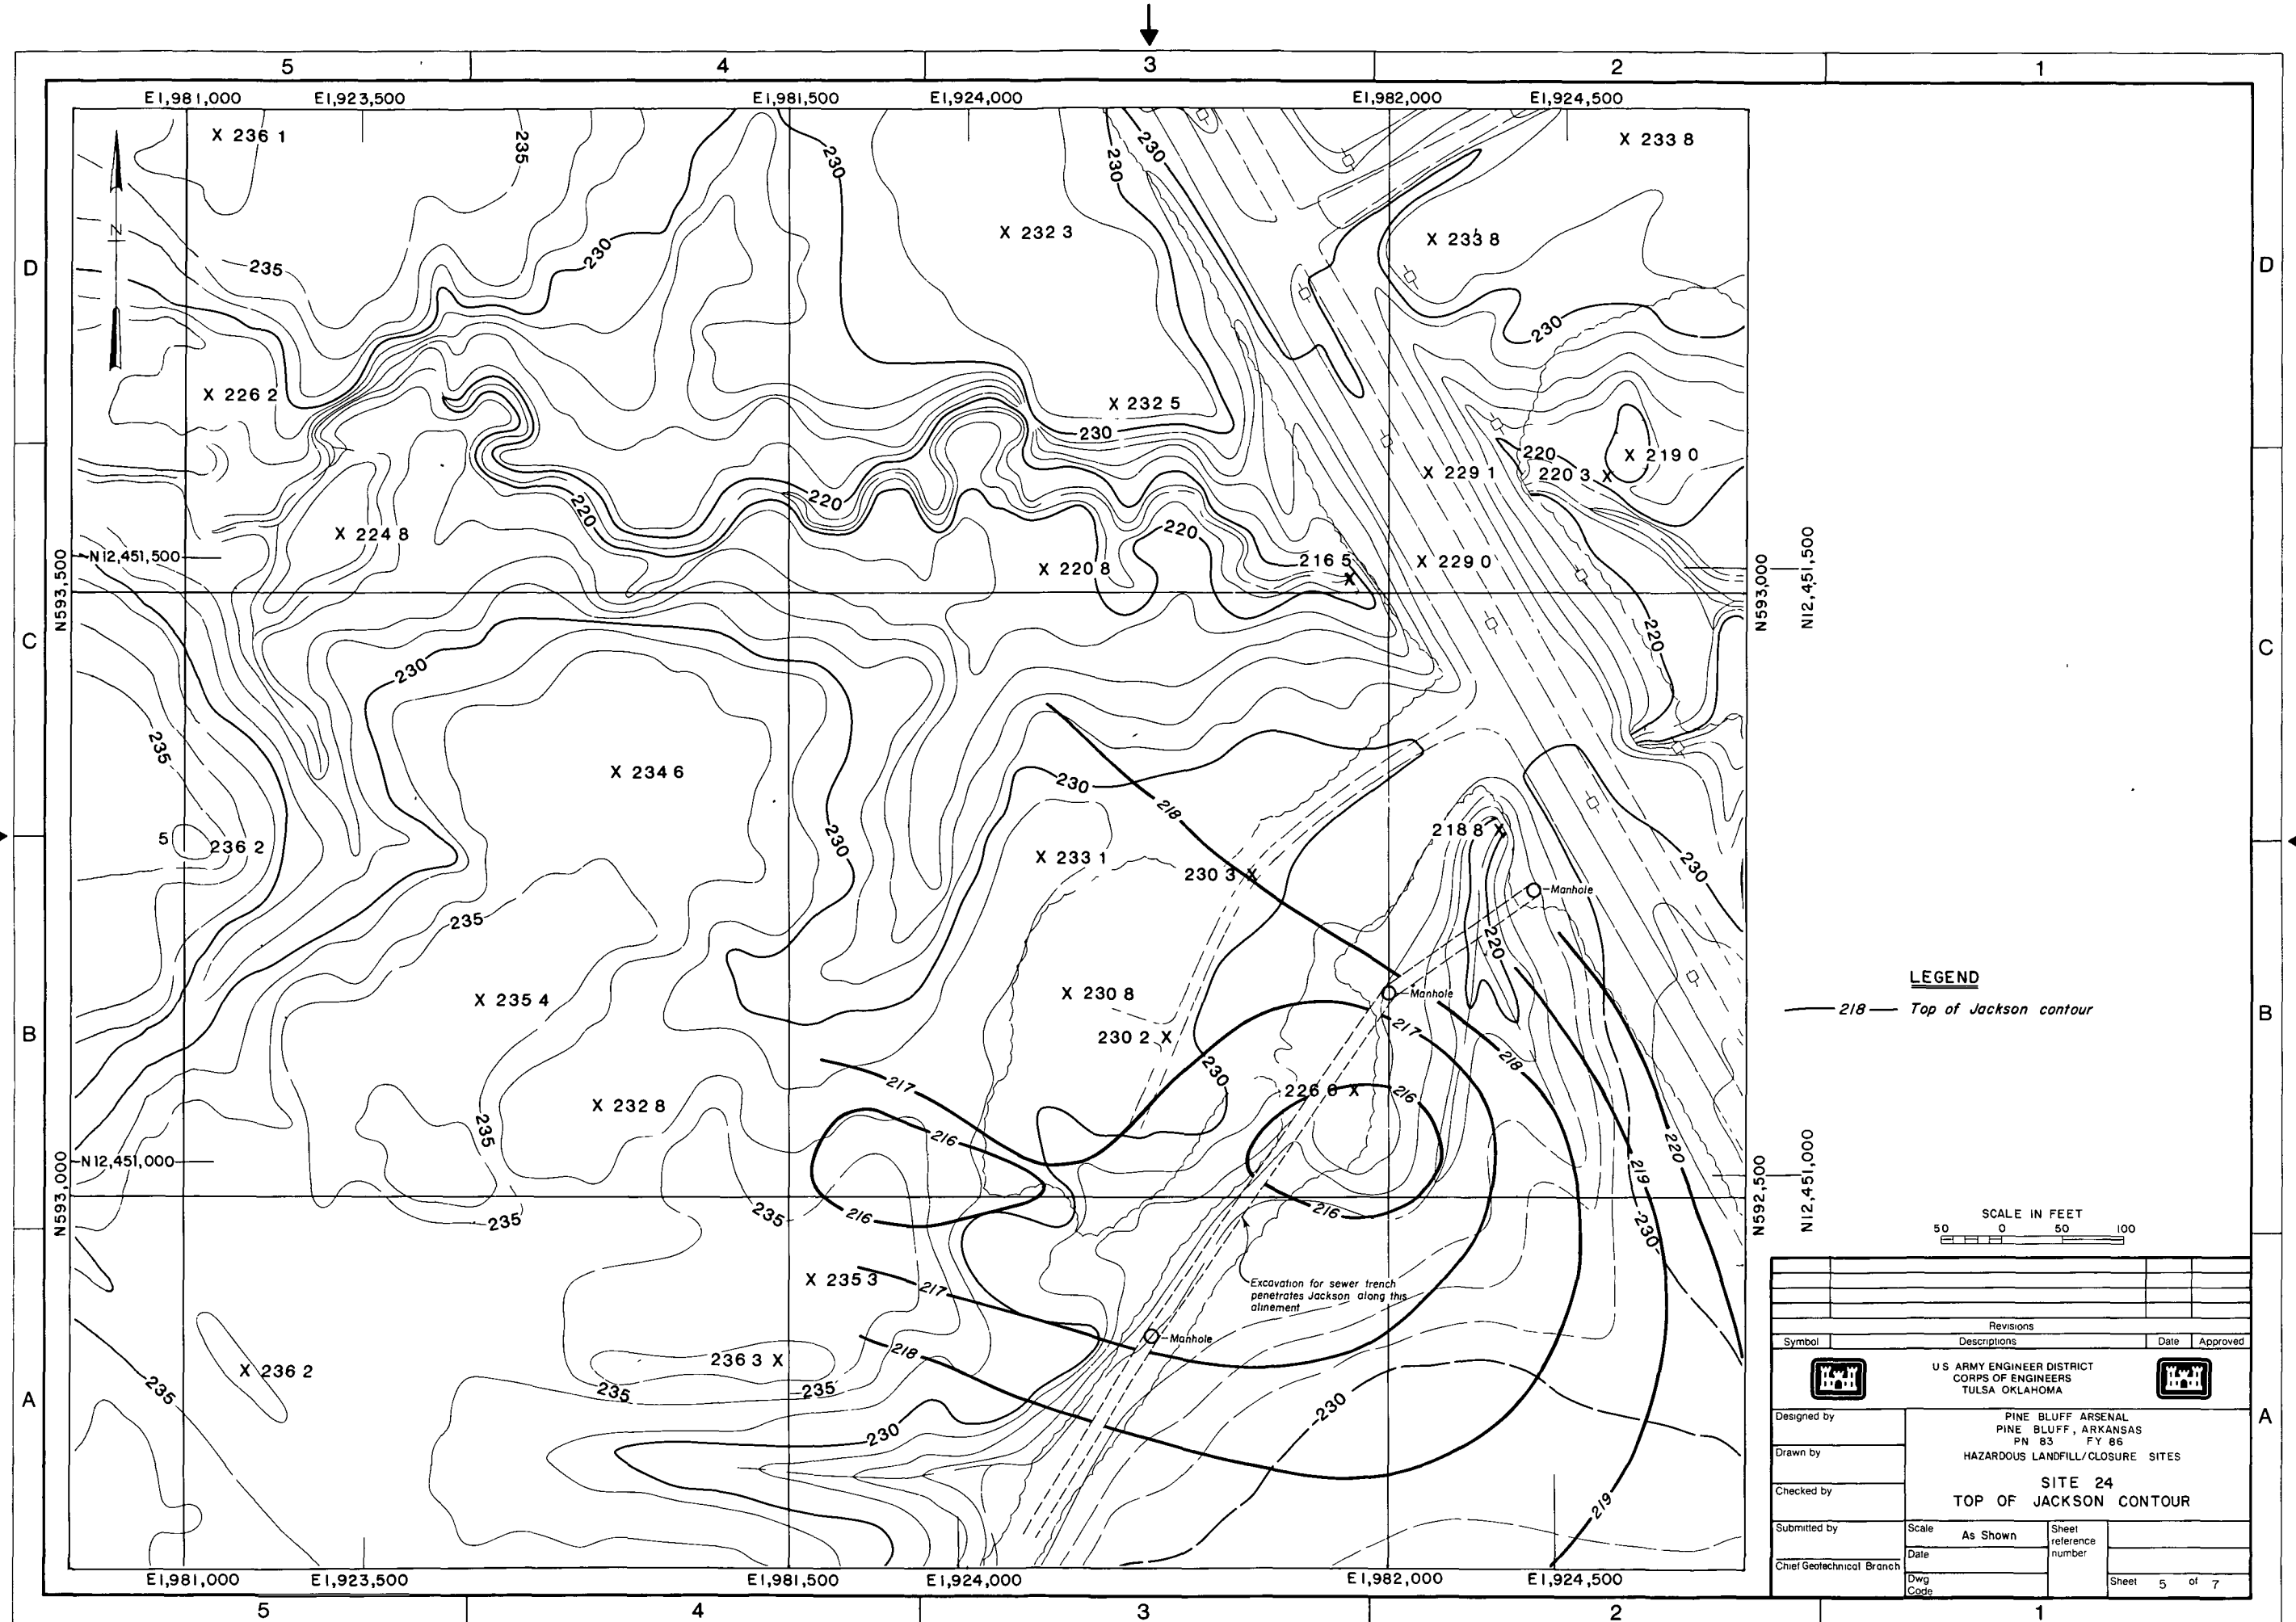 5 4 3 2 1
E1,981,000 E1,923,500 E1,981,500 E1,924,000 E1,982,000 E1,924,500
X 236 1
235
230
230
230
X 233 8
N
X 232 3
X 233 8
D
235
230
D
230
X 226 2
X 232 5
230
220
X 219 0
X 229 1
220 3 X
220
220
X 224 8
220
N12,451,500
X 220 8
216 5
X
X 229 0
N593,500
N593,000
N12,451,500
C
220
C
230
235
X 234 6
230
218
5
236 2
230
X 233 1
230 3 X
218 8 X
230
Manhole
235
220
X 235 4
X 230 8
Manhole
LEGEND
218 Top of Jackson contour
B
230 2 X
217
218
B
217
230
226 6 X
216
X 232 8
235
216
220
N12,451,000
219
N593,000
N592,500
N12,451,000
235
235
216
216
230
SCALE IN FEET
50 0 50 100
X 235 3
217
Excavation for sewer trench
penetrates Jackson along this
alinement
Manhole
236 3 X
218
X 236 2
235
235
235
A
230
230
A
219
E1,981,000 E1,923,500 E1,981,500 E1,924,000 E1,982,000 E1,924,500
5 4 3 2 1
Revisions
Symbol Descriptions Date Approved
U S ARMY ENGINEER DISTRICT
CORPS OF ENGINEERS
TULSA OKLAHOMA
Designed by
PINE BLUFF ARSENAL
PINE BLUFF, ARKANSAS
PN 83 FY 86
HAZARDOUS LANDFILL/CLOSURE SITES
Drawn by
SITE 24
TOP OF JACKSON CONTOUR
Checked by
Submitted by
Scale As Shown
Sheet
reference
number
Date
Chief Geotechnical Branch
Dwg
Code
Sheet 5 of 7